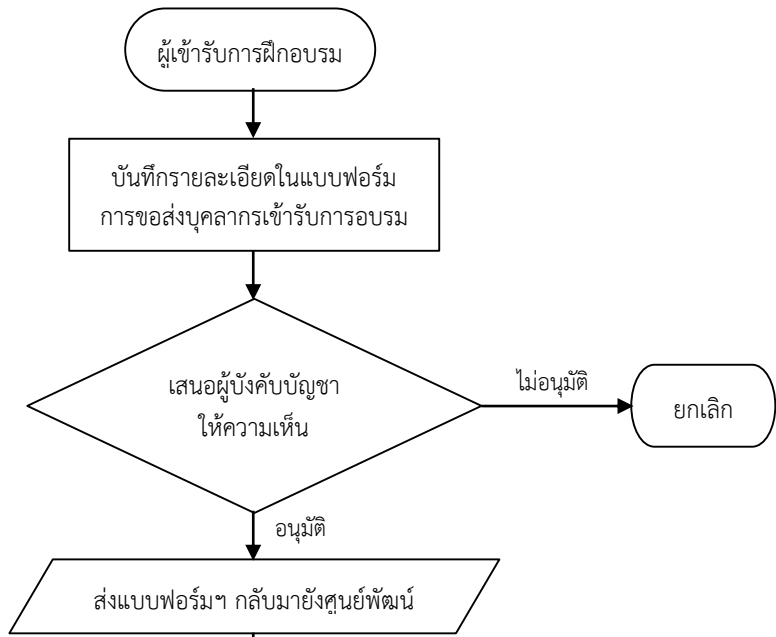 ผู้เข้ารับการฝึกอบรม
บันทึกรายละเอียดในแบบฟอร์ม
การขอส่งบุคลากรเข้ารับการอบรม
เสนอผู้บังคับบัญชา
ให้ความเห็น
ไม่อนุมัติ
ยกเลิก
อนุมัติ
ส่งแบบฟอร์มฯ กลับมายังศูนย์พัฒน์